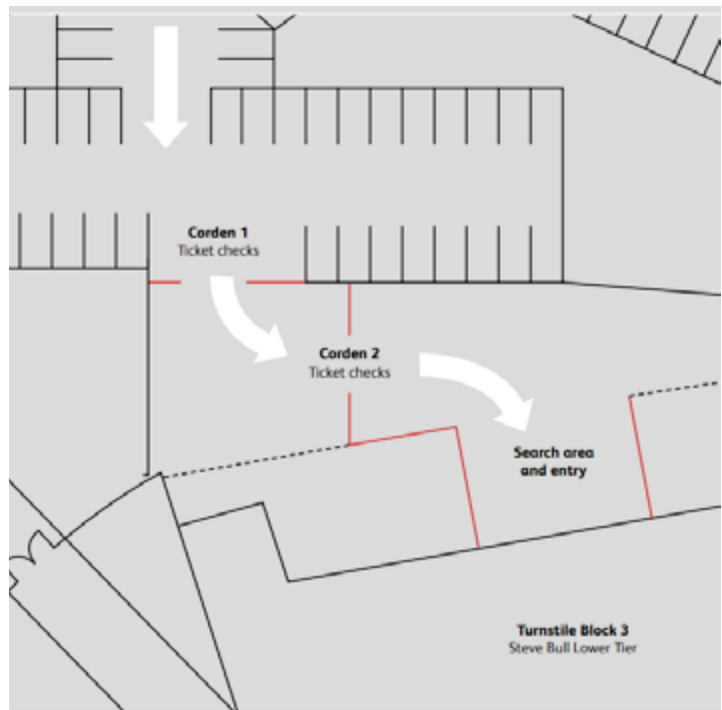 Corden 1
Ticket checks
Corden 2
Ticket checks
Search area
and entry
Turnstile Block 3
Steve Bull Lower Tier